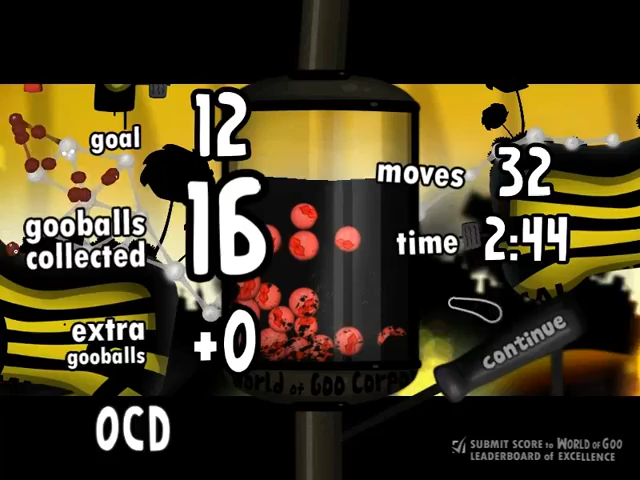 goal 12
moves 32
gooballs
collected 16
time 2:44
extra
gooballs +0
continue
World of Goo Corpo
OCD
SUBMIT SCORE to WORLD OF GOO
LEADERBOARD OF EXCELLENCE